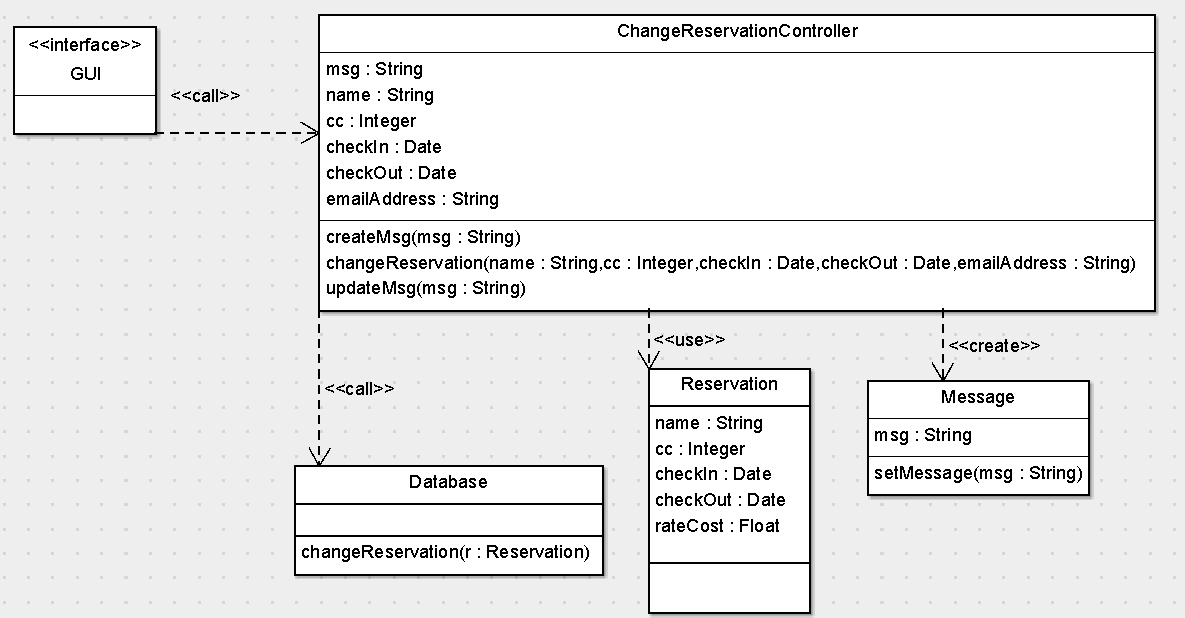 <<interface>>
GUI
<<call>>
ChangeReservationController
msg : String
name : String
cc : Integer
checkIn : Date
checkOut : Date
emailAddress : String
createMsg(msg : String)
changeReservation(name : String,cc : Integer,checkIn : Date,checkOut : Date,emailAddress : String)
updateMsg(msg : String)
<<call>>
<<use>>
<<create>>
Database
changeReservation(r : Reservation)
Reservation
name : String
cc : Integer
checkIn : Date
checkOut : Date
rateCost : Float
Message
msg : String
setMessage(msg : String)